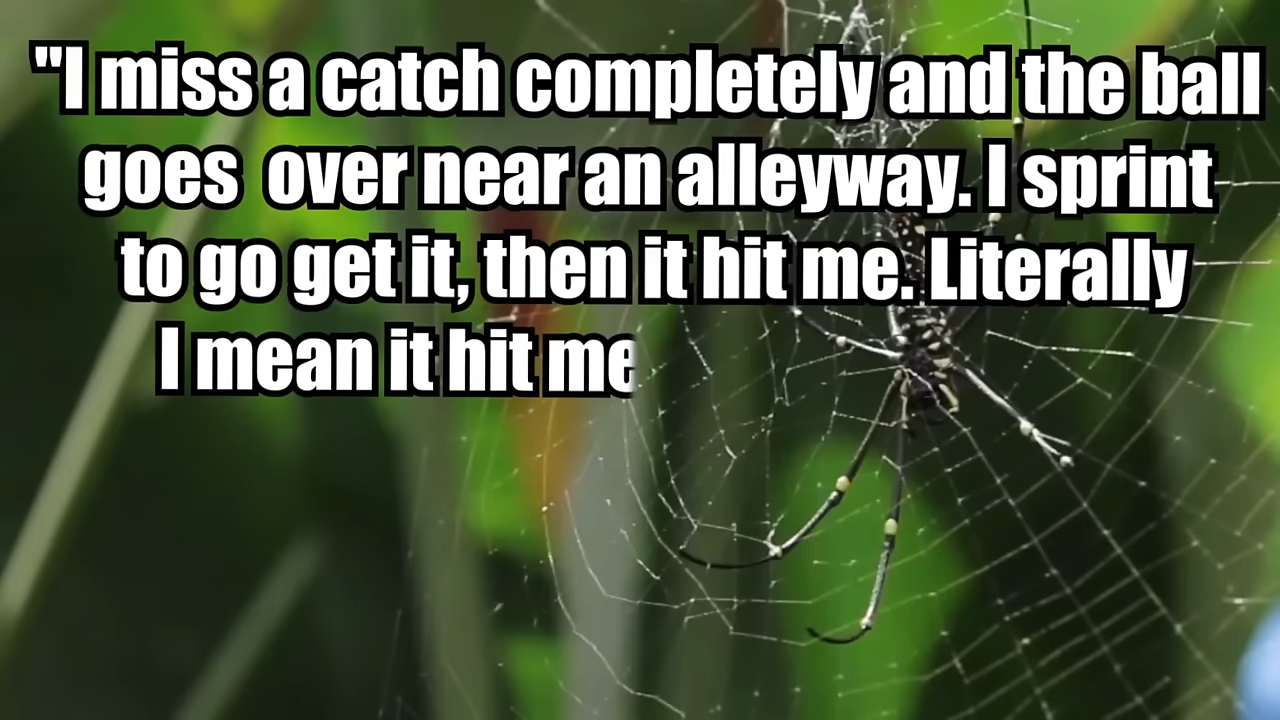 "I miss a catch completely and the ball
goes  over near an alleyway. I sprint
to go get it, then it hit me. Literally
I mean it hit me